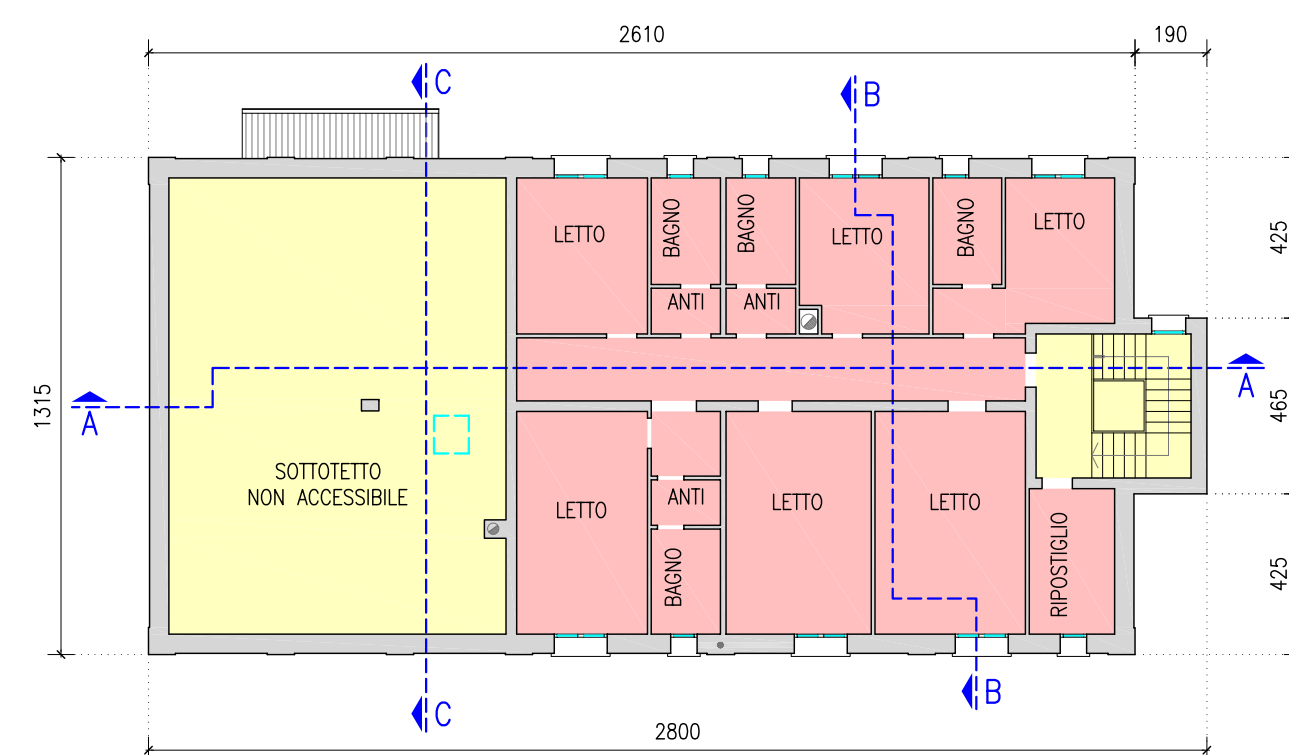 2610
190
C
B
LETTO
BAGNO
BAGNO
LETTO
BAGNO
LETTO
425
ANTI
ANTI
1315
A
A
465
SOTTOTETTO
NON ACCESSIBILE
LETTO
ANTI
LETTO
LETTO
BAGNO
RIPOSTIGLIO
425
C
B
2800